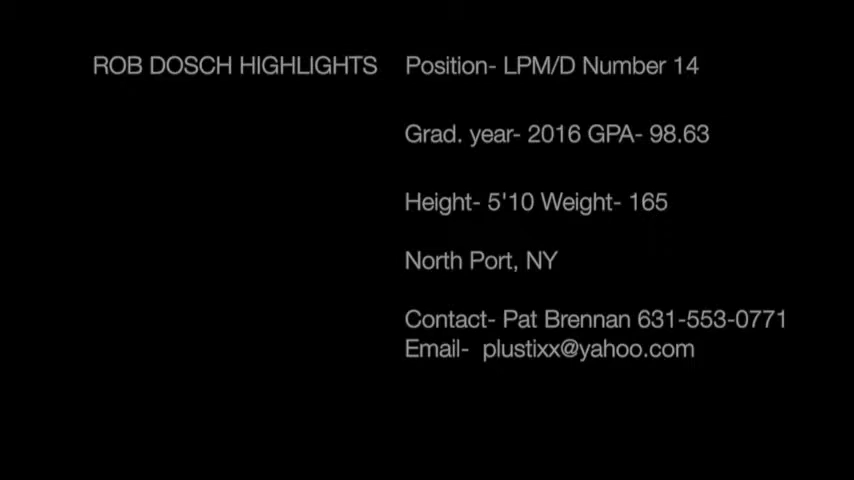 ROB DOSCH HIGHLIGHTS Position- LPM/D Number 14
Grad. year- 2016 GPA- 98.63
Height- 5'10 Weight- 165
North Port, NY
Contact- Pat Brennan 631-553-0771
Email- plustixx@yahoo.com